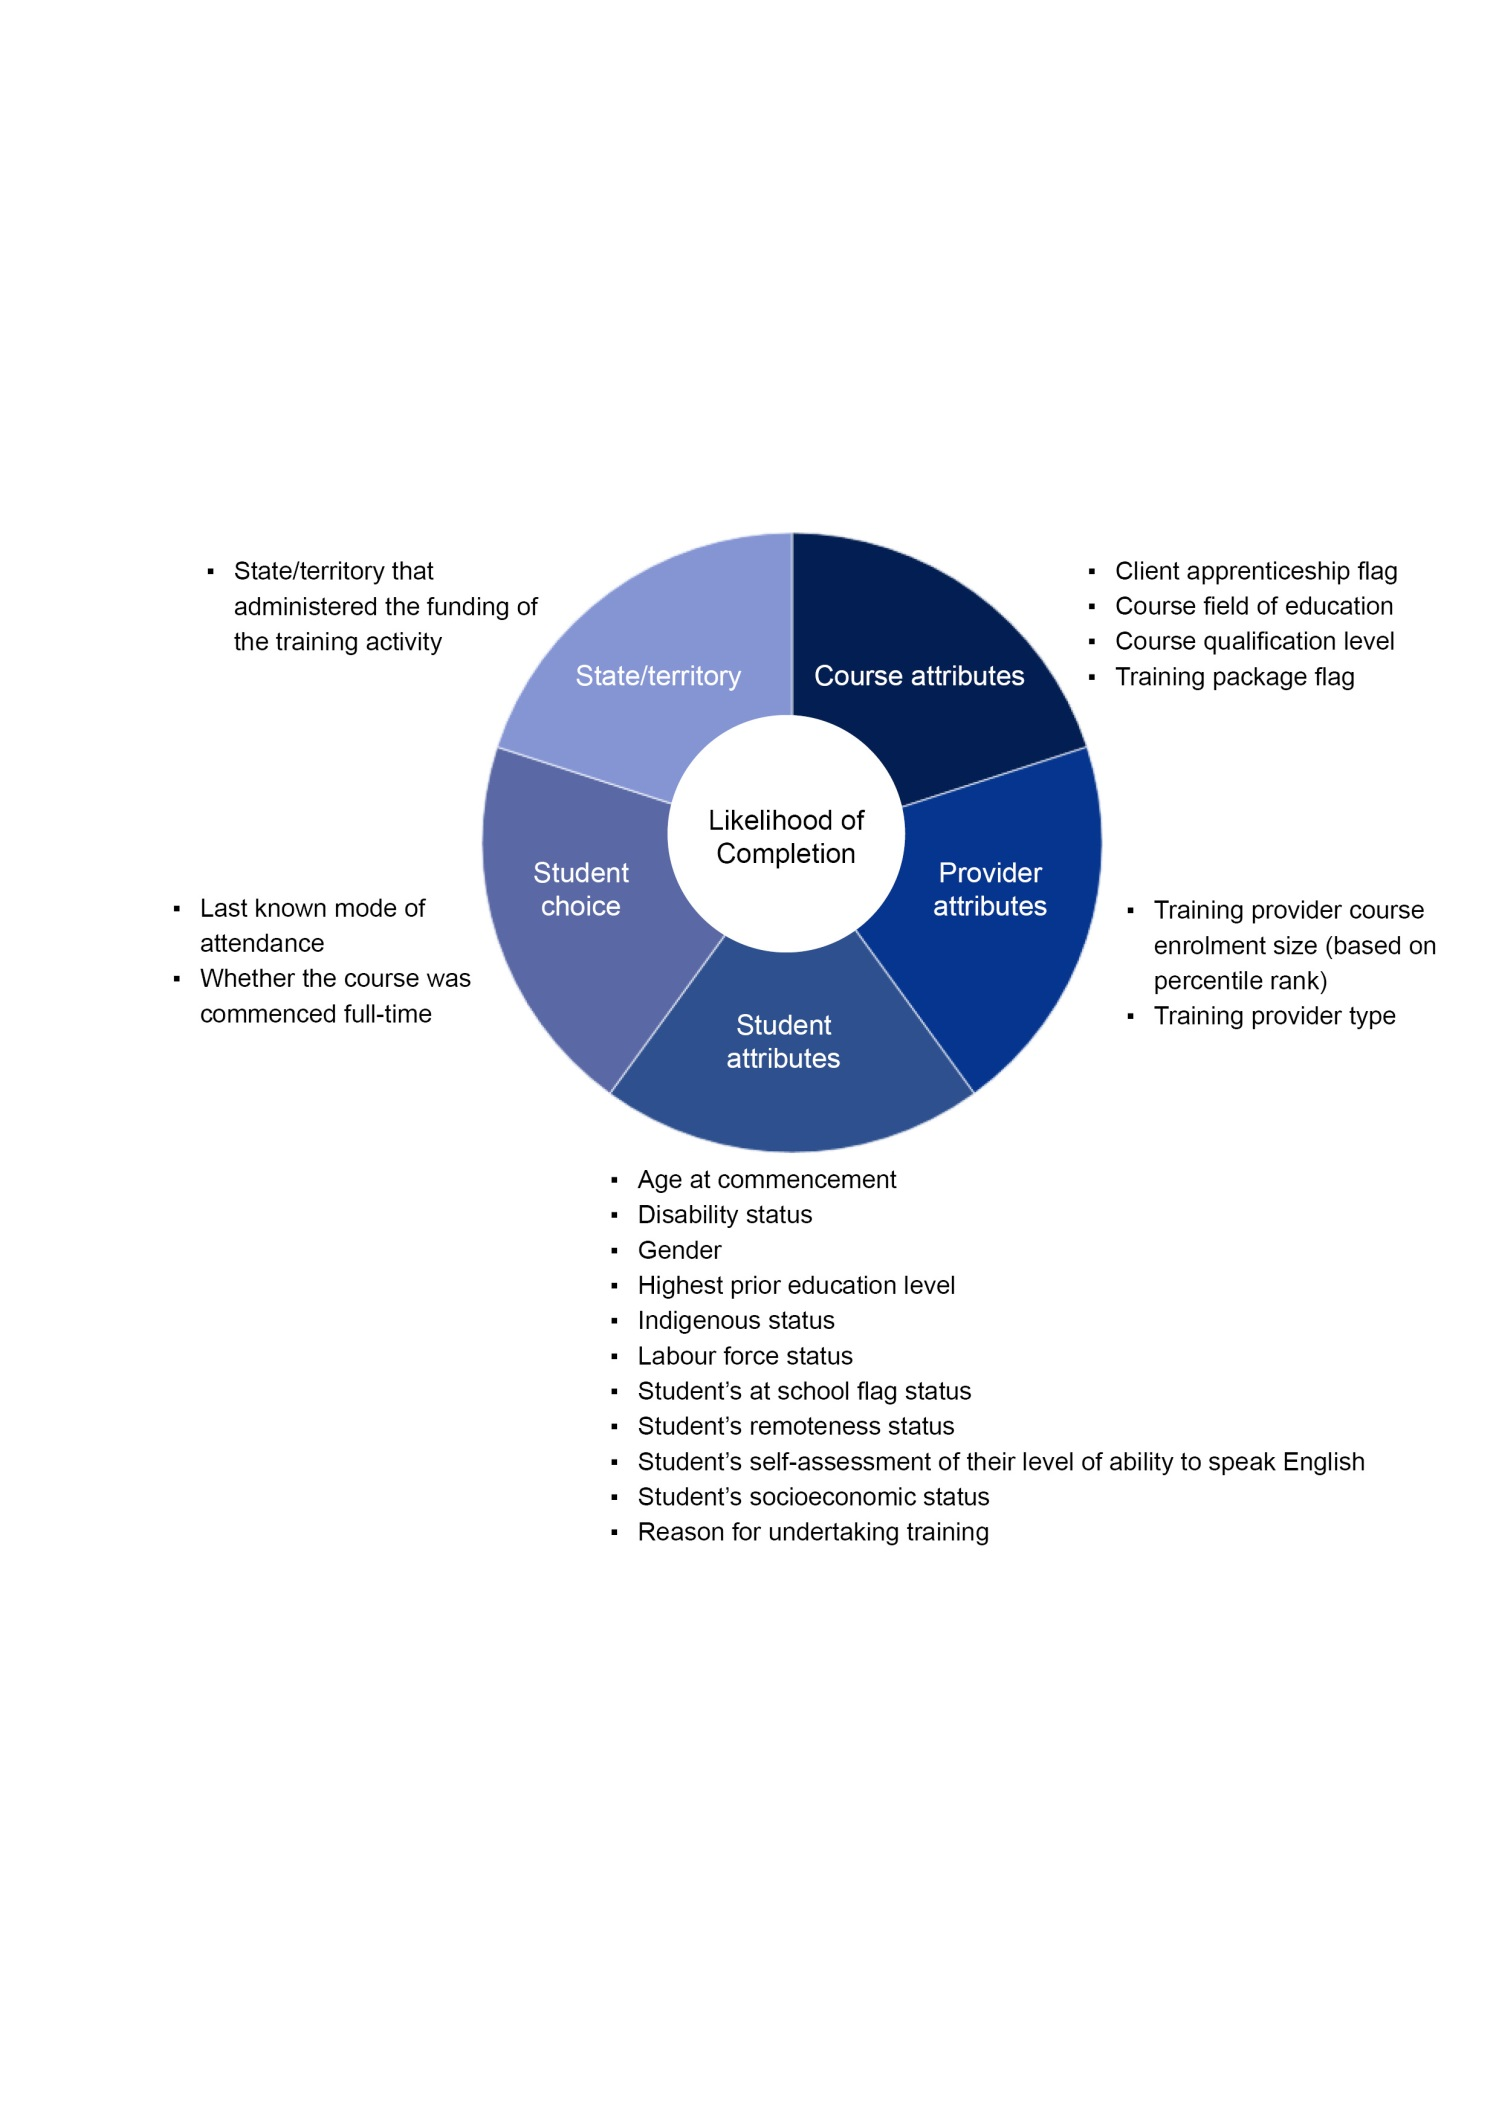 ▪ State/territory that
administered the funding of
the training activity
▪ Client apprenticeship flag
▪ Course field of education
▪ Course qualification level
▪ Training package flag
State/territory
Course attributes
Likelihood of
Completion
Student
choice
Provider
attributes
▪ Last known mode of
attendance
▪ Whether the course was
commenced full-time
▪ Training provider course
enrolment size (based on
percentile rank)
▪ Training provider type
Student
attributes
▪ Age at commencement
▪ Disability status
▪ Gender
▪ Highest prior education level
▪ Indigenous status
▪ Labour force status
▪ Student’s at school flag status
▪ Student’s remoteness status
▪ Student’s self-assessment of their level of ability to speak English
▪ Student’s socioeconomic status
▪ Reason for undertaking training